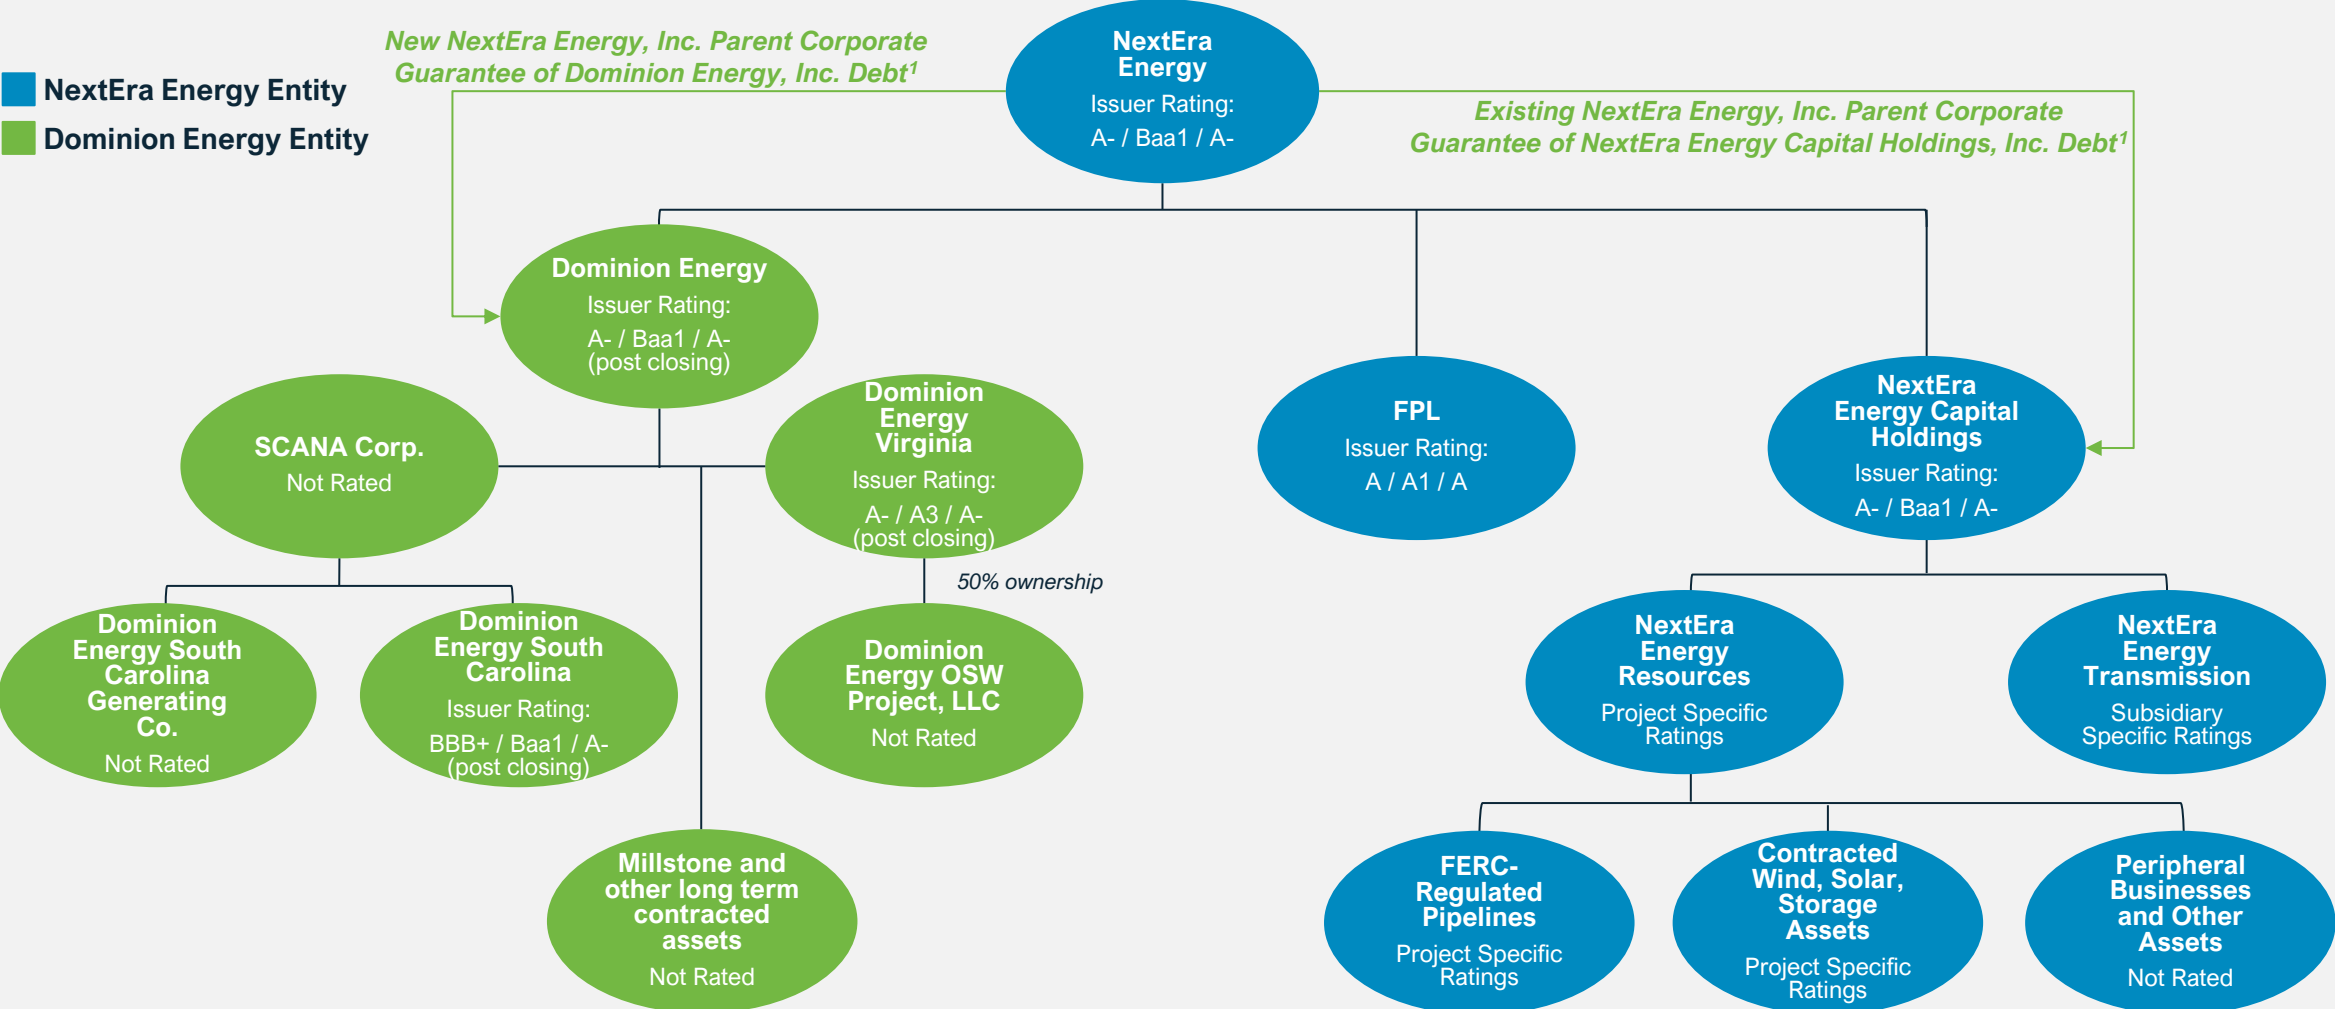 New NextEra Energy, Inc. Parent Corporate
Guarantee of Dominion Energy, Inc. Debt¹
NextEra Energy Entity
Dominion Energy Entity
NextEra
Energy
Issuer Rating:
A- / Baa1 / A-
Existing NextEra Energy, Inc. Parent Corporate
Guarantee of NextEra Energy Capital Holdings, Inc. Debt¹
Dominion Energy
Issuer Rating:
A- / Baa1 / A-
(post closing)
SCANA Corp.
Not Rated
Dominion
Energy
Virginia
Issuer Rating:
A- / A3 / A-
(post closing)
FPL
Issuer Rating:
A / A1 / A
NextEra
Energy Capital
Holdings
Issuer Rating:
A- / Baa1 / A-
50% ownership
Dominion
Energy South
Carolina
Generating
Co.
Not Rated
Dominion
Energy South
Carolina
Issuer Rating:
BBB+ / Baa1 / A-
(post closing)
Dominion
Energy OSW
Project, LLC
Not Rated
NextEra
Energy
Resources
Project Specific
Ratings
NextEra
Energy
Transmission
Subsidiary
Specific Ratings
Millstone and
other long term
contracted
assets
Not Rated
FERC-
Regulated
Pipelines
Project Specific
Ratings
Contracted
Wind, Solar,
Storage
Assets
Project Specific
Ratings
Peripheral
Businesses
and Other
Assets
Not Rated